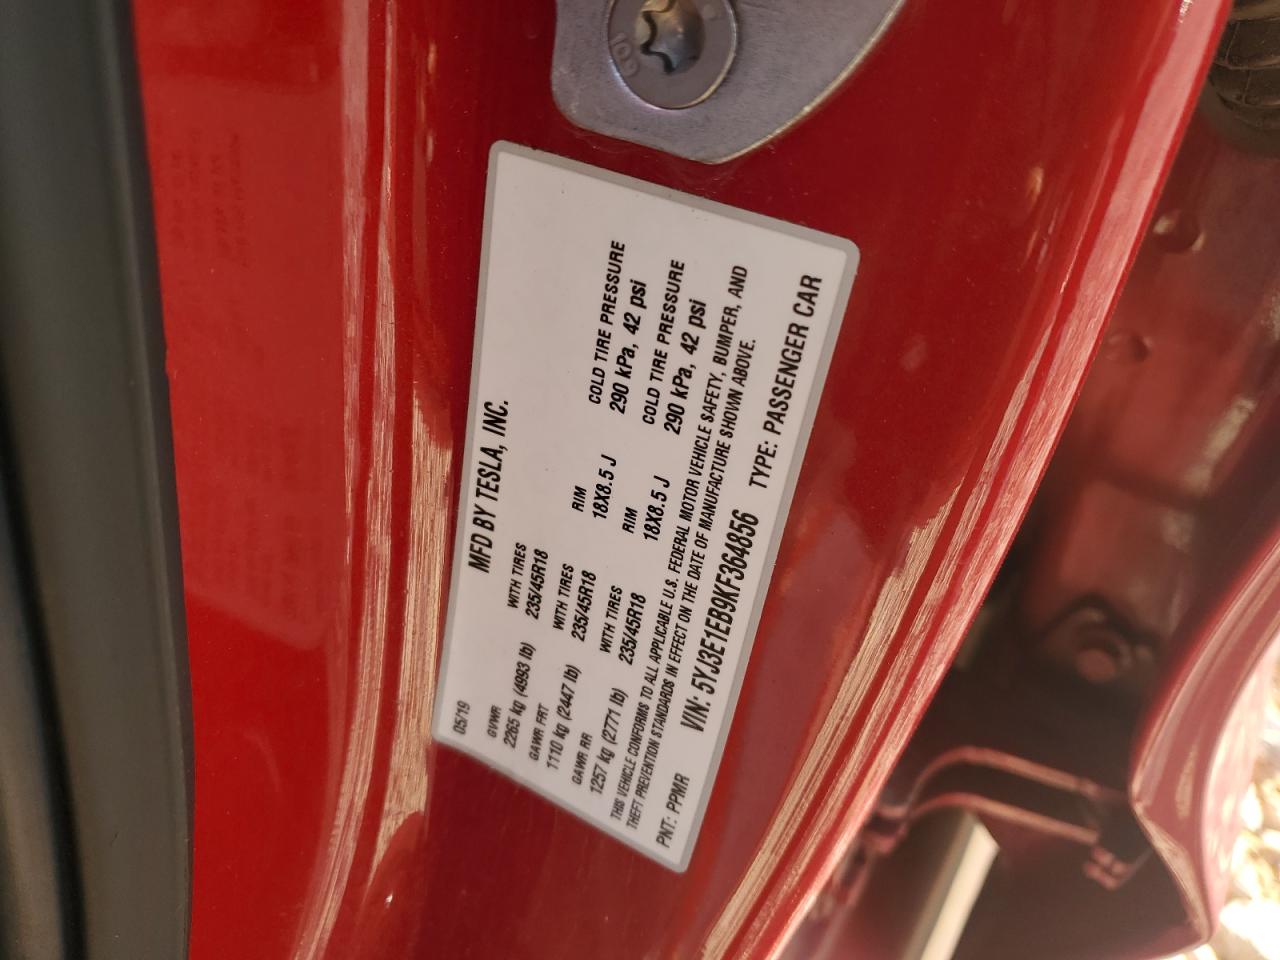 MFD BY TESLA, INC.
05/19
GVWR
2265 kg (4993 lb)
GAWR FRT
1110 kg (2447 lb)
WITH TIRES
235/45R18
RIM
18X8.5 J
COLD TIRE PRESSURE
290 kPa, 42 psi
GAWR RR
1257 kg (2771 lb)
WITH TIRES
235/45R18
RIM
18X8.5 J
COLD TIRE PRESSURE
290 kPa, 42 psi
WITH TIRES
235/45R18
THIS VEHICLE CONFORMS TO ALL APPLICABLE U.S. FEDERAL MOTOR VEHICLE SAFETY, BUMPER, AND
THEFT PREVENTION STANDARDS IN EFFECT ON THE DATE OF MANUFACTURE SHOWN ABOVE.
PNT: PPMR VIN: 5YJ3E1EB9KF364856 TYPE: PASSENGER CAR